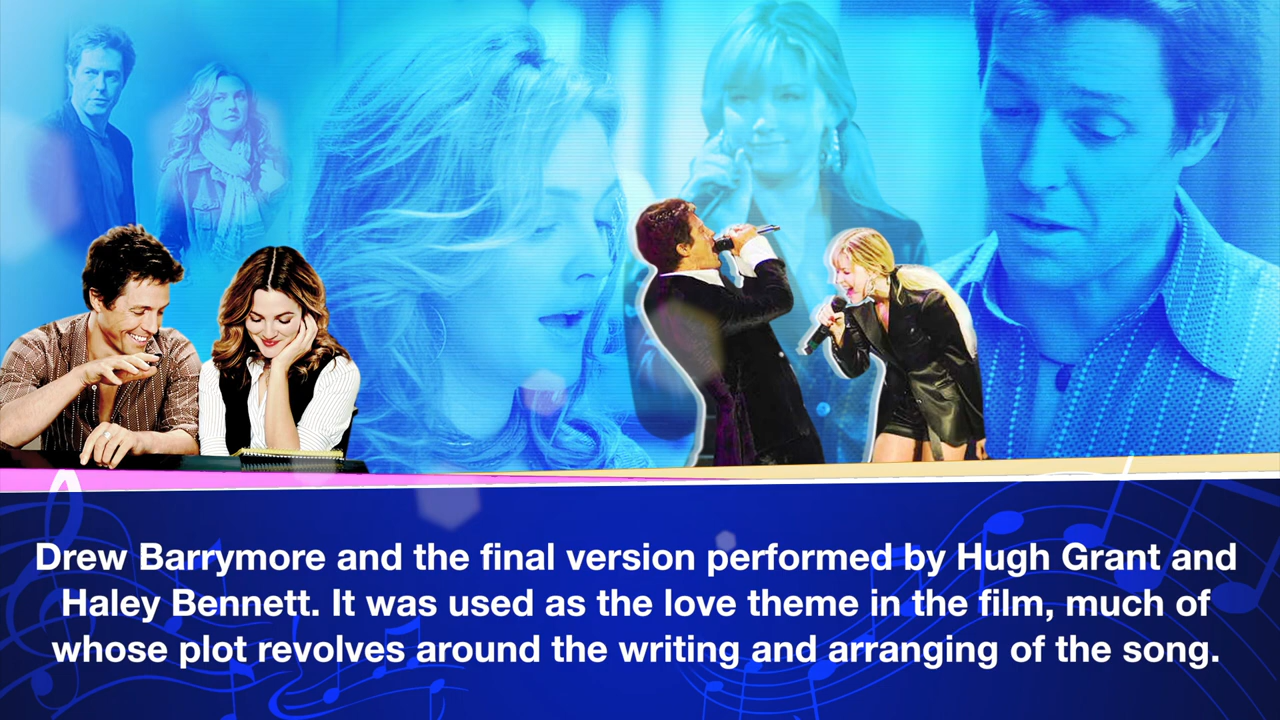 Drew Barrymore and the final version performed by Hugh Grant and
Haley Bennett. It was used as the love theme in the film, much of
whose plot revolves around the writing and arranging of the song.